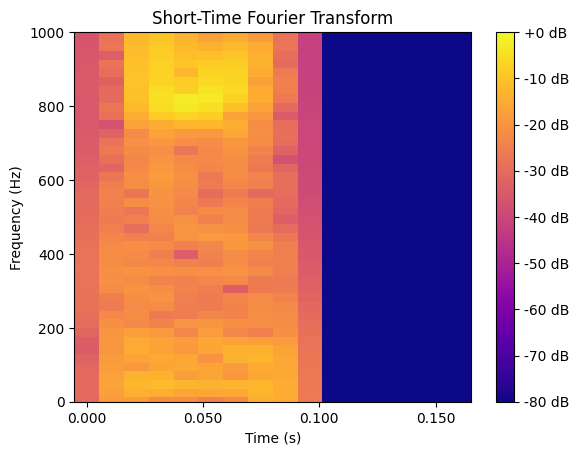 Short-Time Fourier Transform
1000
800
600
400
200
0
Frequency (Hz)
0.000
0.050
0.100
0.150
Time (s)
+0 dB
-10 dB
-20 dB
-30 dB
-40 dB
-50 dB
-60 dB
-70 dB
-80 dB